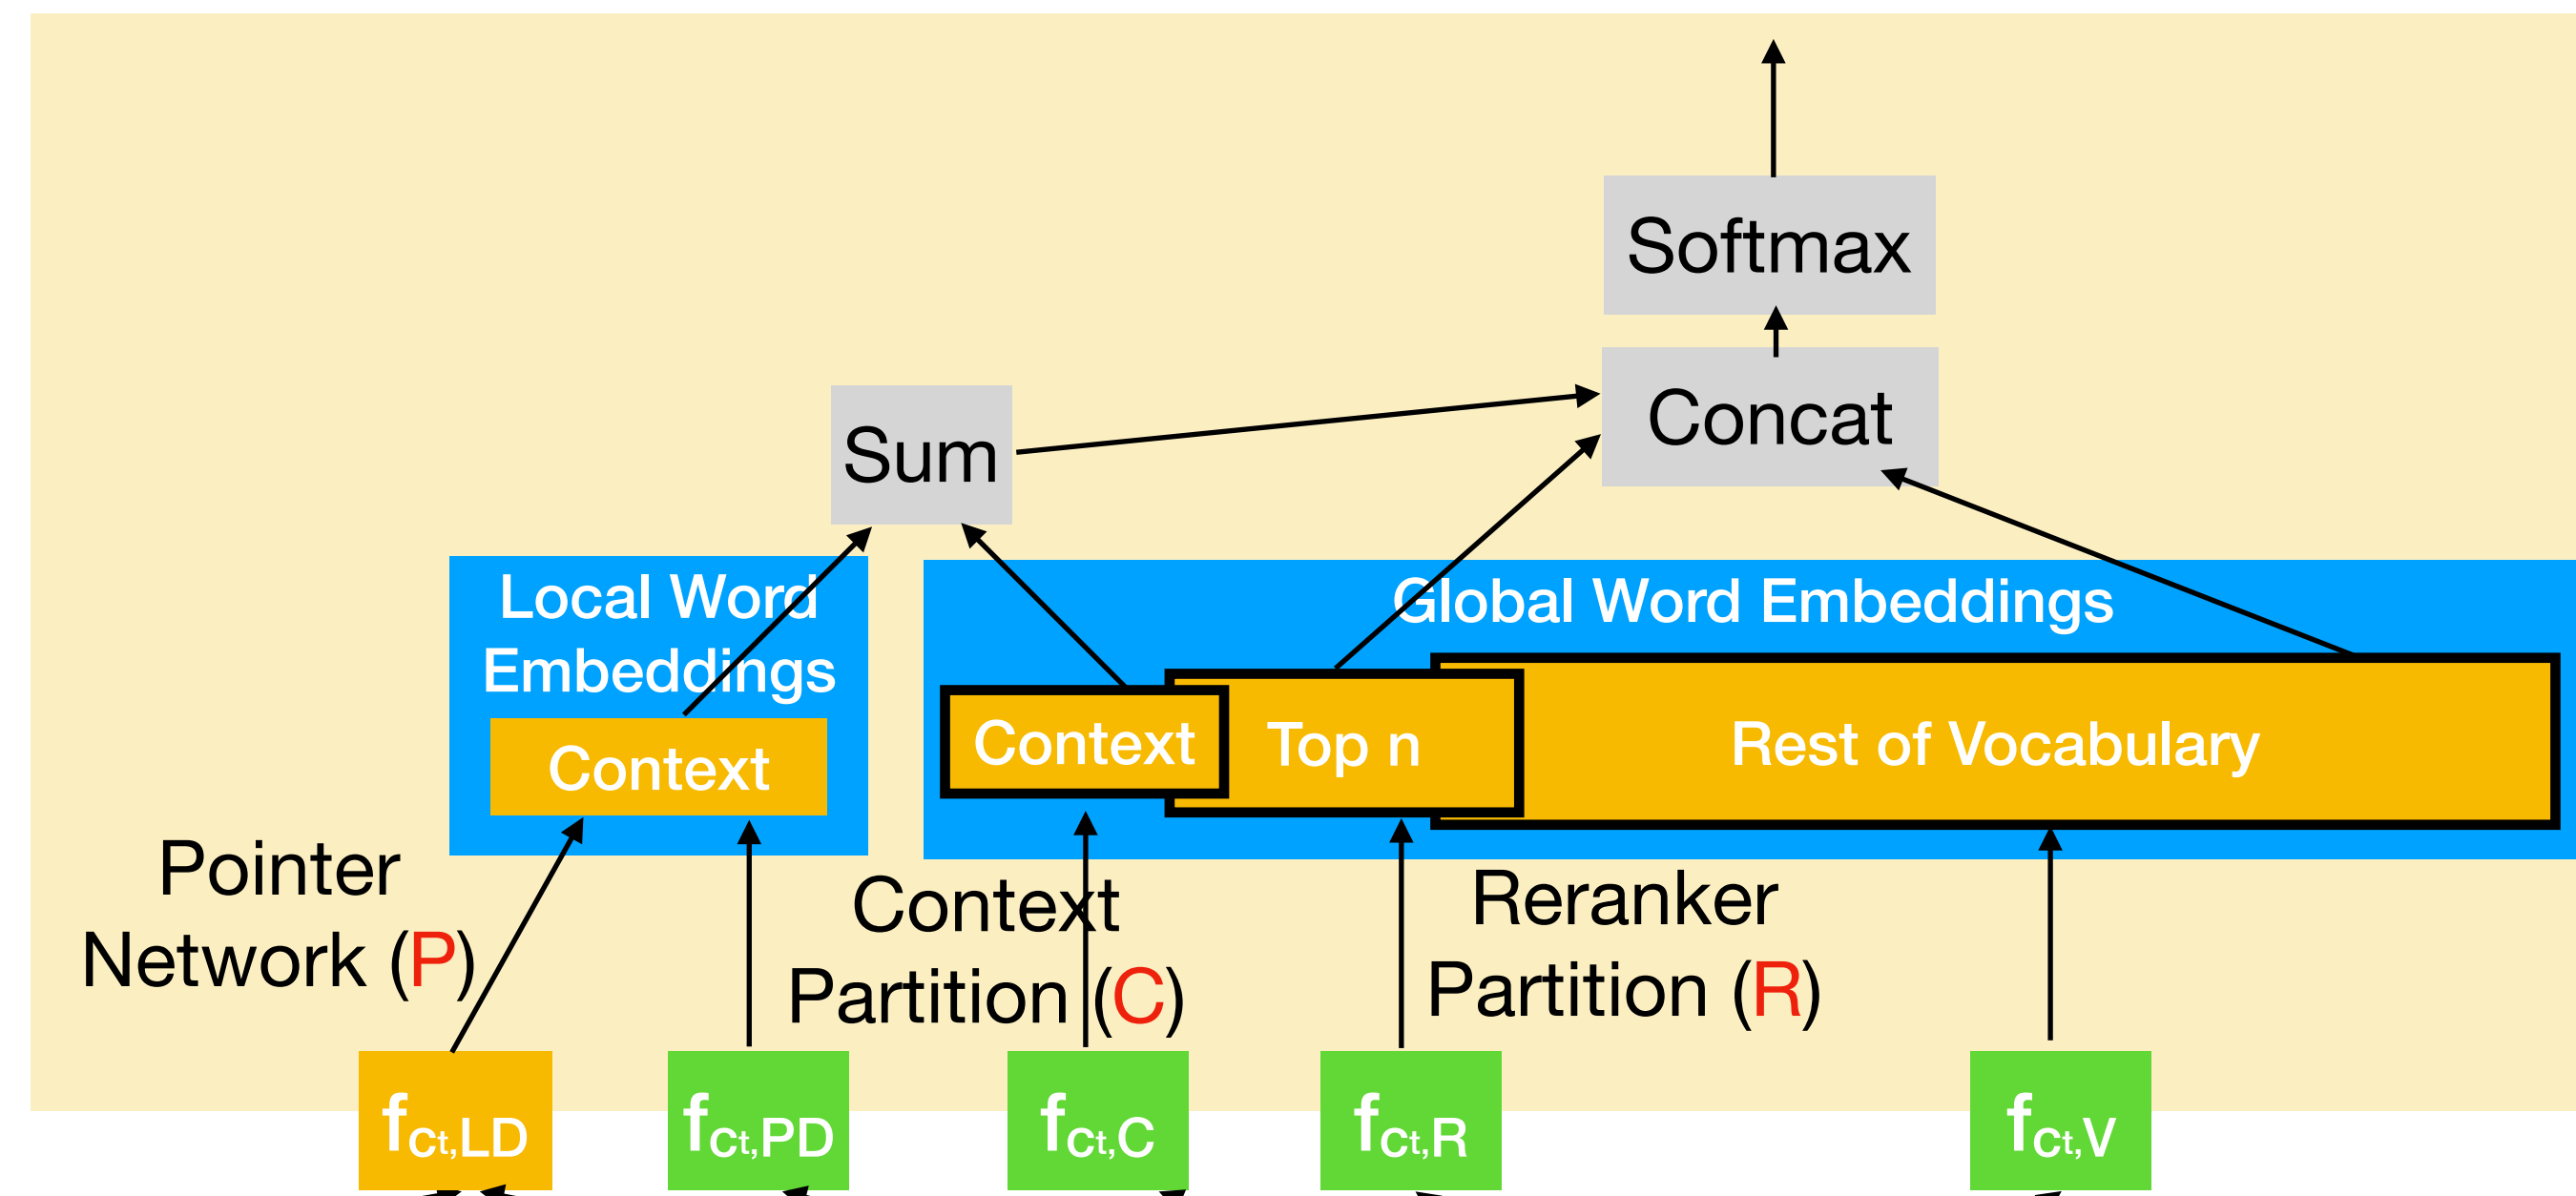 Softmax
Concat
Sum
Local Word
Embeddings
Global Word Embeddings
Context
Context
Top n
Rest of Vocabulary
Pointer
Network (P)
Context
Partition (C)
Reranker
Partition (R)
fct,LD
fct,PD
fct,C
fct,R
fct,V